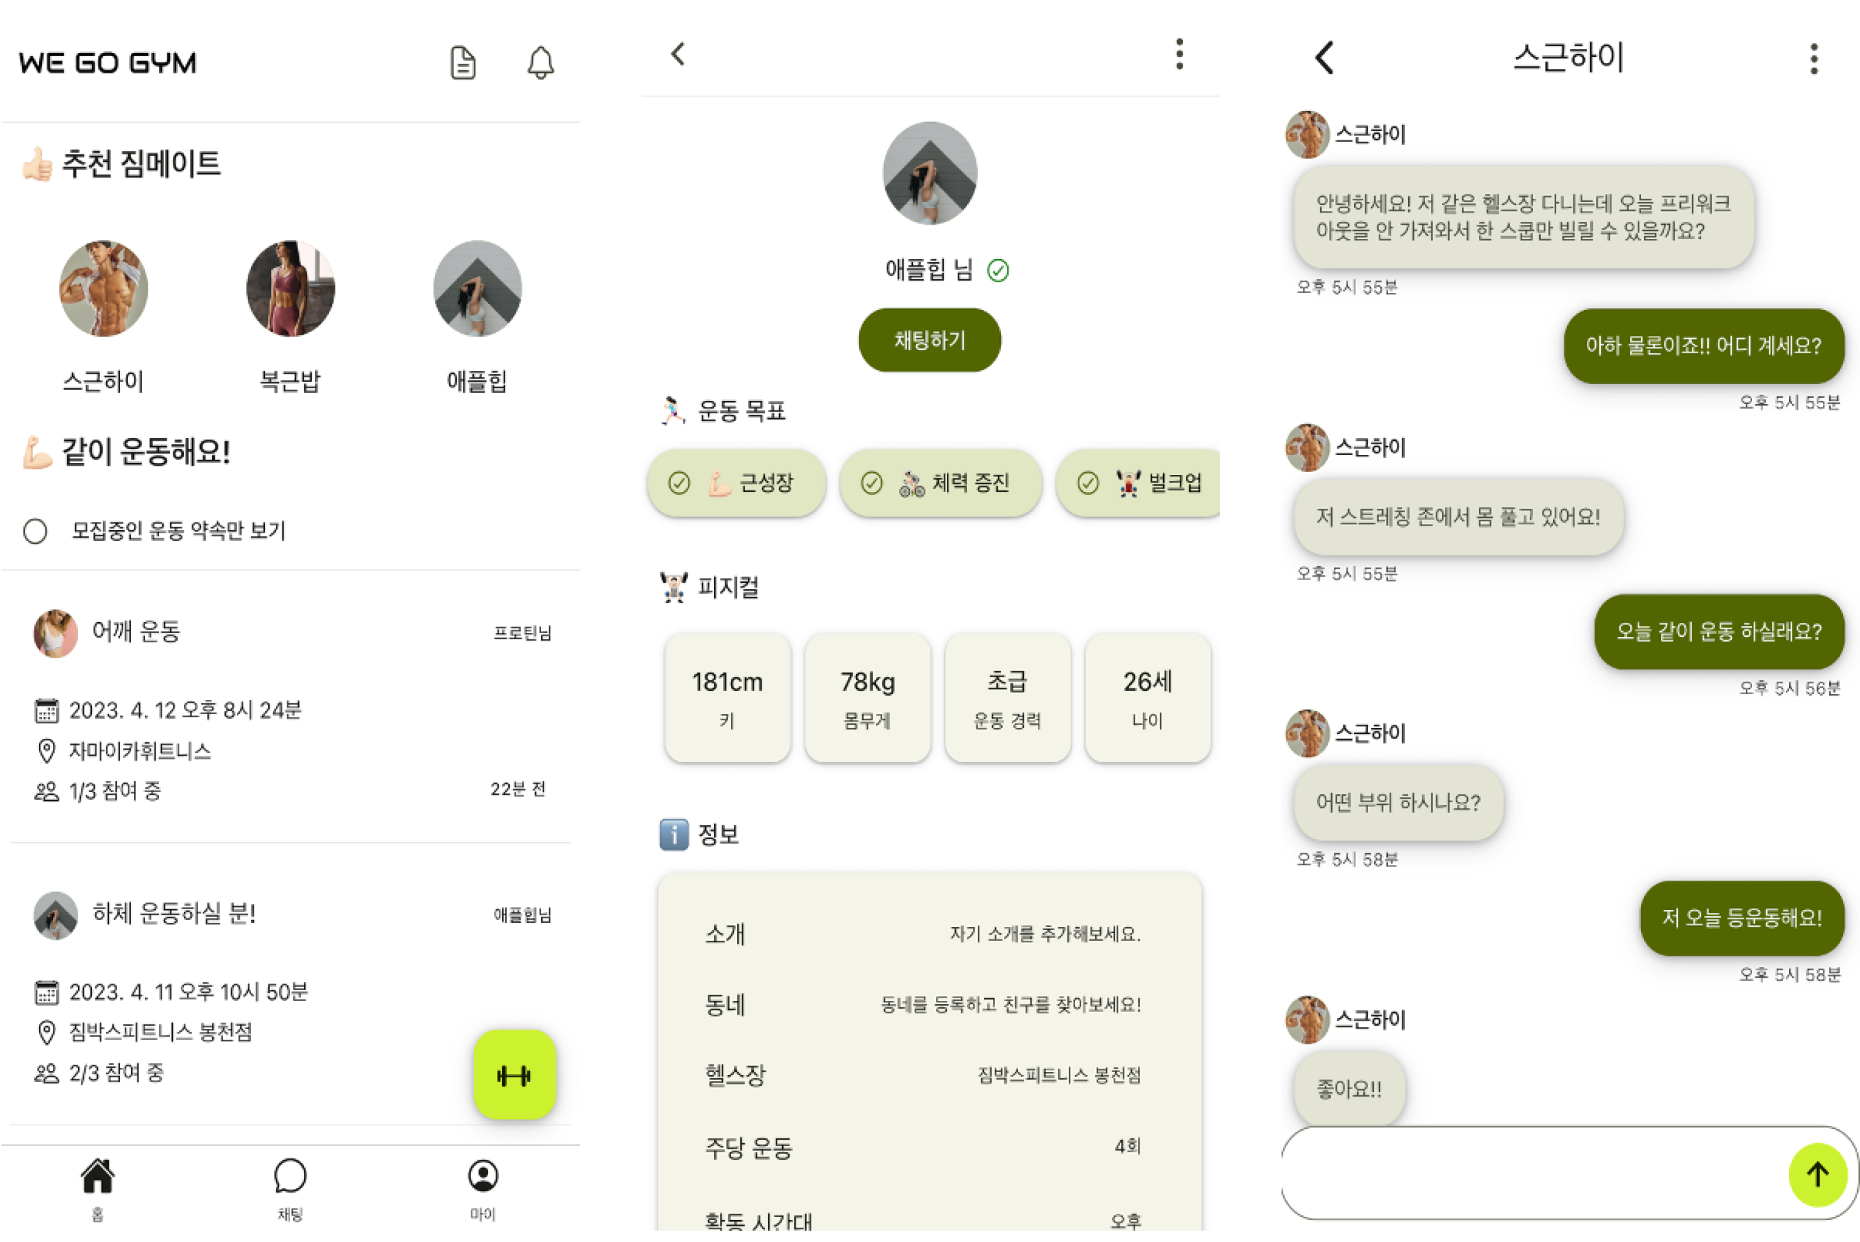 WE GO GYM
추천 짐메이트
스근하이
복근밥
애플힙
같이 운동해요!
모집중인 운동 약속만 보기
어깨 운동
프로틴님
2023. 4. 12 오후 8시 24분
자마이카휘트니스
1/3 참여 중
22분 전
하체 운동하실 분!
애플힙님
2023. 4. 11 오후 10시 50분
짐박스피트니스 봉천점
2/3 참여 중
홈
채팅
마이
애플힙 님
채팅하기
운동 목표
근성장
체력 증진
벌크업
피지컬
181cm
키
78kg
몸무게
초급
운동 경력
26세
나이
정보
소개
자기 소개를 추가해보세요.
동네
동네를 등록하고 친구를 찾아보세요!
헬스장
짐박스피트니스 봉천점
주당 운동
4회
활동 시간대
오후
스근하이
스근하이
안녕하세요! 저 같은 헬스장 다니는데 오늘 프리워크
아웃을 안 가져와서 한 스쿱만 빌릴 수 있을까요?
오후 5시 55분
아하 물론이죠!! 어디 계세요?
오후 5시 55분
스근하이
저 스트레칭 존에서 몸 풀고 있어요!
오후 5시 55분
오늘 같이 운동 하실래요?
오후 5시 56분
스근하이
어떤 부위 하시나요?
오후 5시 58분
저 오늘 등운동해요!
오후 5시 58분
스근하이
좋아요!!